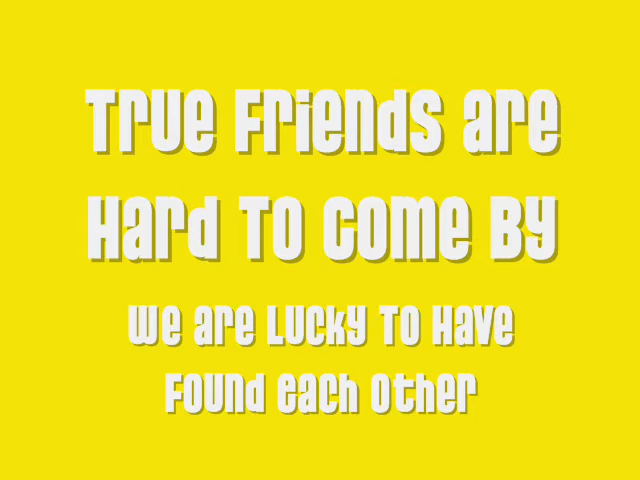 True Friends are
Hard To Come By
We are Lucky To Have
Found Each Other